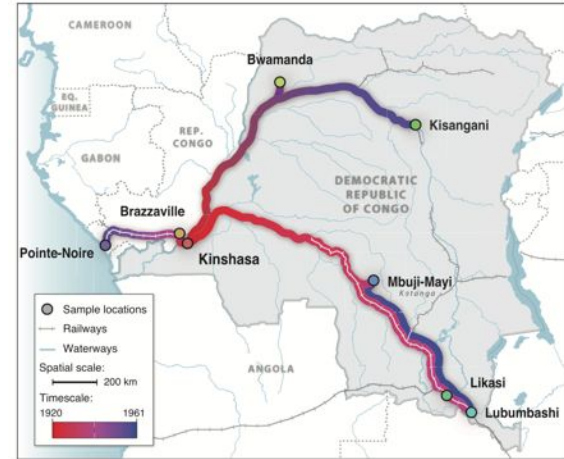 CAMEROON
Bwamanda
EQ.
GUINEA
REP.
CONGO
Kisangani
GABON
DEMOCRATIC
REPUBLIC
OF CONGO
Brazzaville
Pointe-Noire
Kinshasa
Mbuji-Mayi
Katanga
Sample locations
Railways
Waterways
Spatial scale:
200 km
Timescale:
1920 1961
ANGOLA
Likasi
Lubumbashi